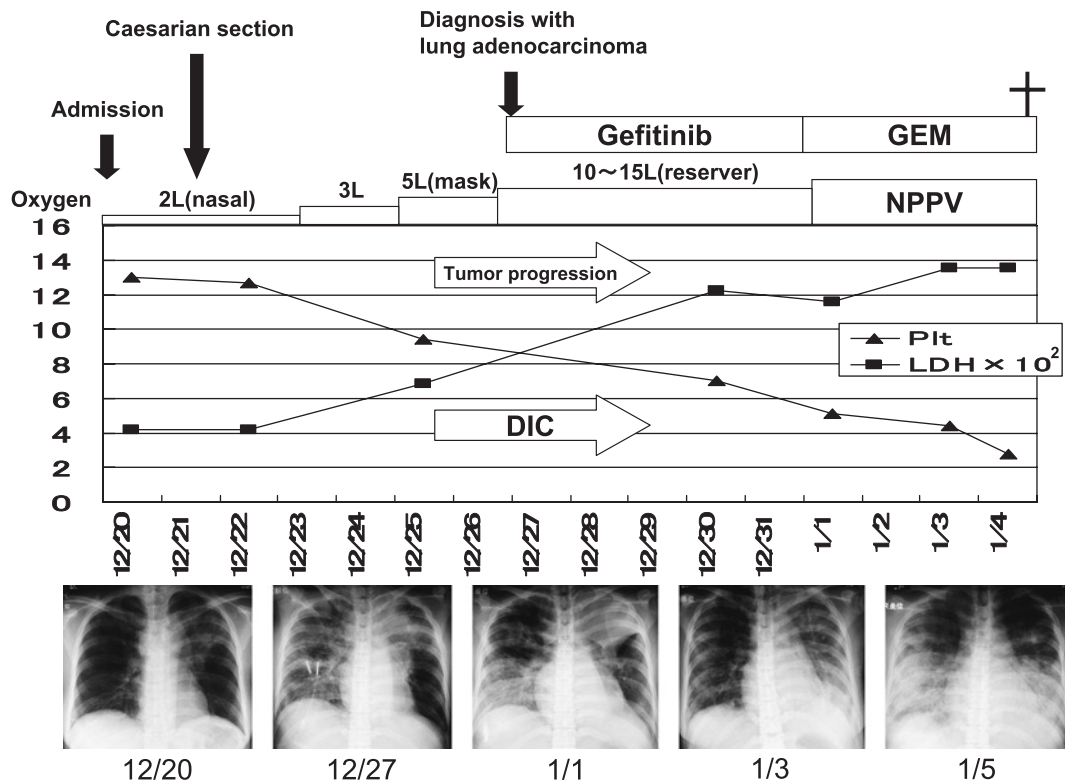 Caesarian section
Diagnosis with
lung adenocarcinoma
Admission
Gefitinib
GEM
Oxygen
2L(nasal)
3L
5L(mask)
10〜15L(reserver)
NPPV
16
14
12
10
8
6
4
2
0
Tumor progression
Plt
LDH × 10²
DIC
12/20
12/21
12/22
12/23
12/24
12/25
12/26
12/27
12/28
12/29
12/30
12/31
1/1
1/2
1/3
1/4
12/20
12/27
1/1
1/3
1/5